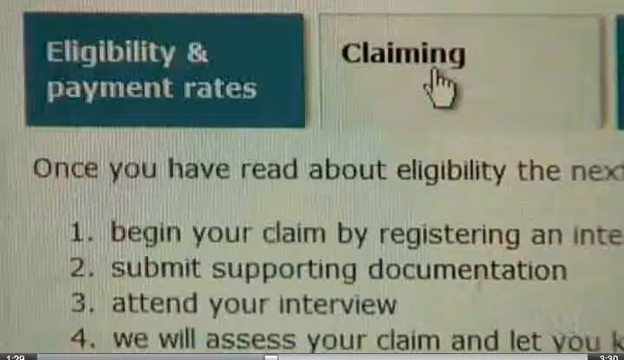 Eligibility &
payment rates
Claiming
Once you have read about eligibility the next
1. begin your claim by registering an inte
2. submit supporting documentation
3. attend your interview
4. we will assess your claim and let you k
1:29
3:30